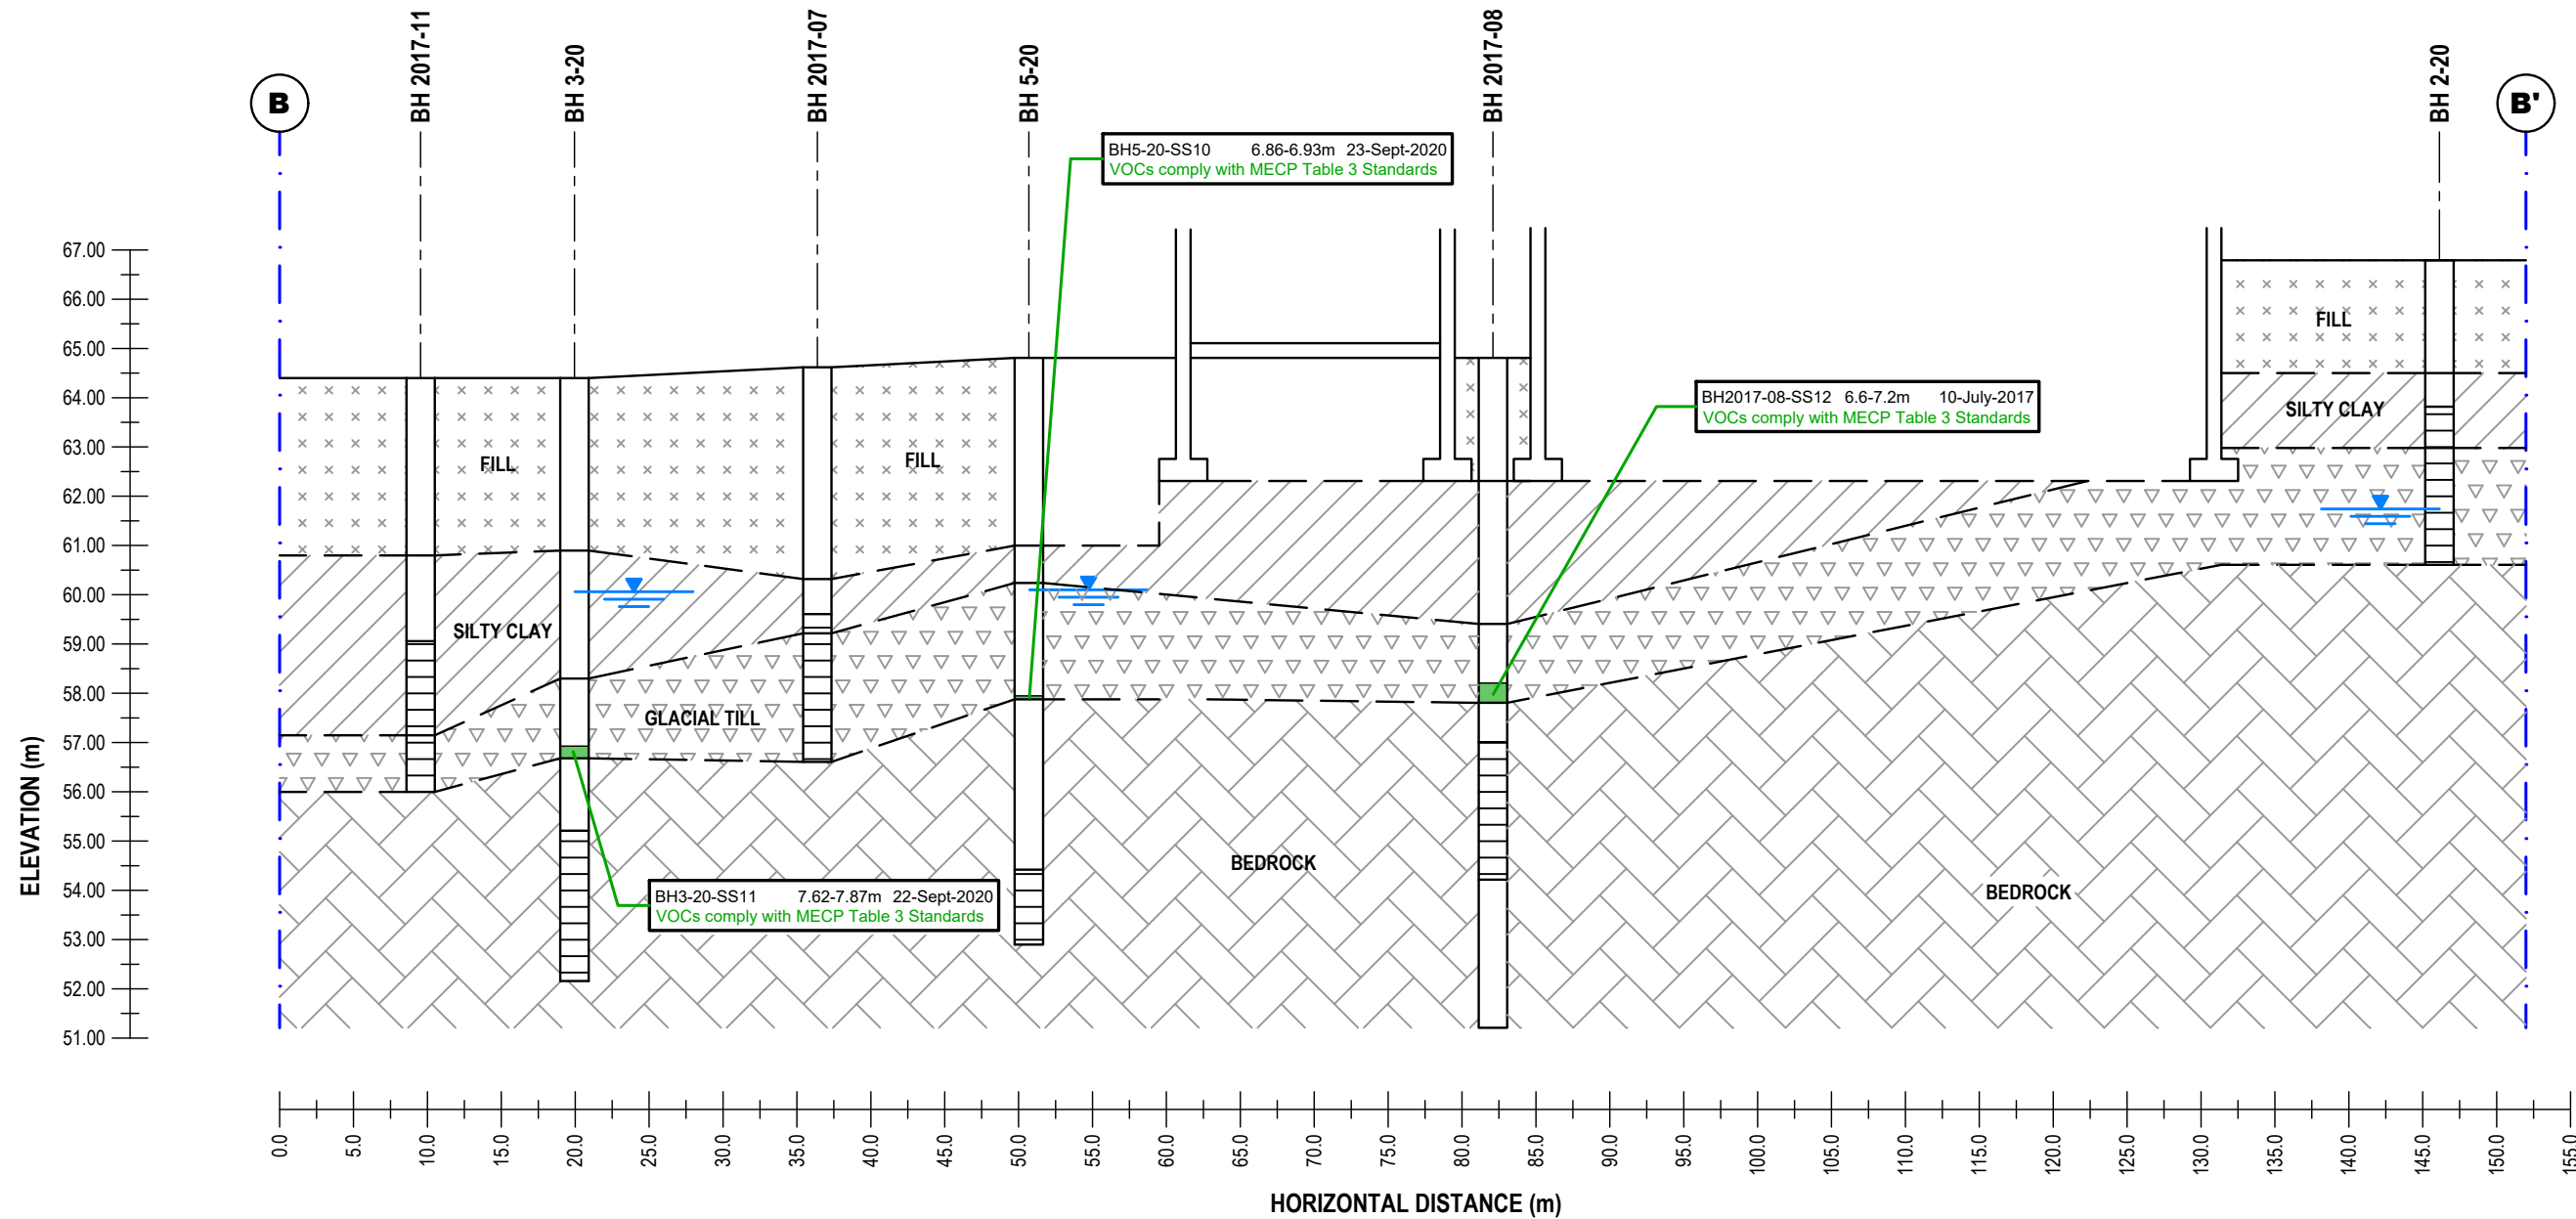 BH 2017-11
BH 3-20
BH 2017-07
BH 5-20
BH 2017-08
BH 2-20
B
B'
BH5-20-SS10 6.86-6.93m 23-Sept-2020
VOCs comply with MECP Table 3 Standards
BH2017-08-SS12 6.6-7.2m 10-July-2017
VOCs comply with MECP Table 3 Standards
BH3-20-SS11 7.62-7.87m 22-Sept-2020
VOCs comply with MECP Table 3 Standards
FILL
FILL
FILL
SILTY CLAY
SILTY CLAY
GLACIAL TILL
BEDROCK
BEDROCK
ELEVATION (m)
67.00
66.00
65.00
64.00
63.00
62.00
61.00
60.00
59.00
58.00
57.00
56.00
55.00
54.00
53.00
52.00
51.00
0.0
5.0
10.0
15.0
20.0
25.0
30.0
35.0
40.0
45.0
50.0
55.0
60.0
65.0
70.0
75.0
80.0
85.0
90.0
95.0
100.0
105.0
110.0
115.0
120.0
125.0
130.0
135.0
140.0
145.0
150.0
155.0
HORIZONTAL DISTANCE (m)